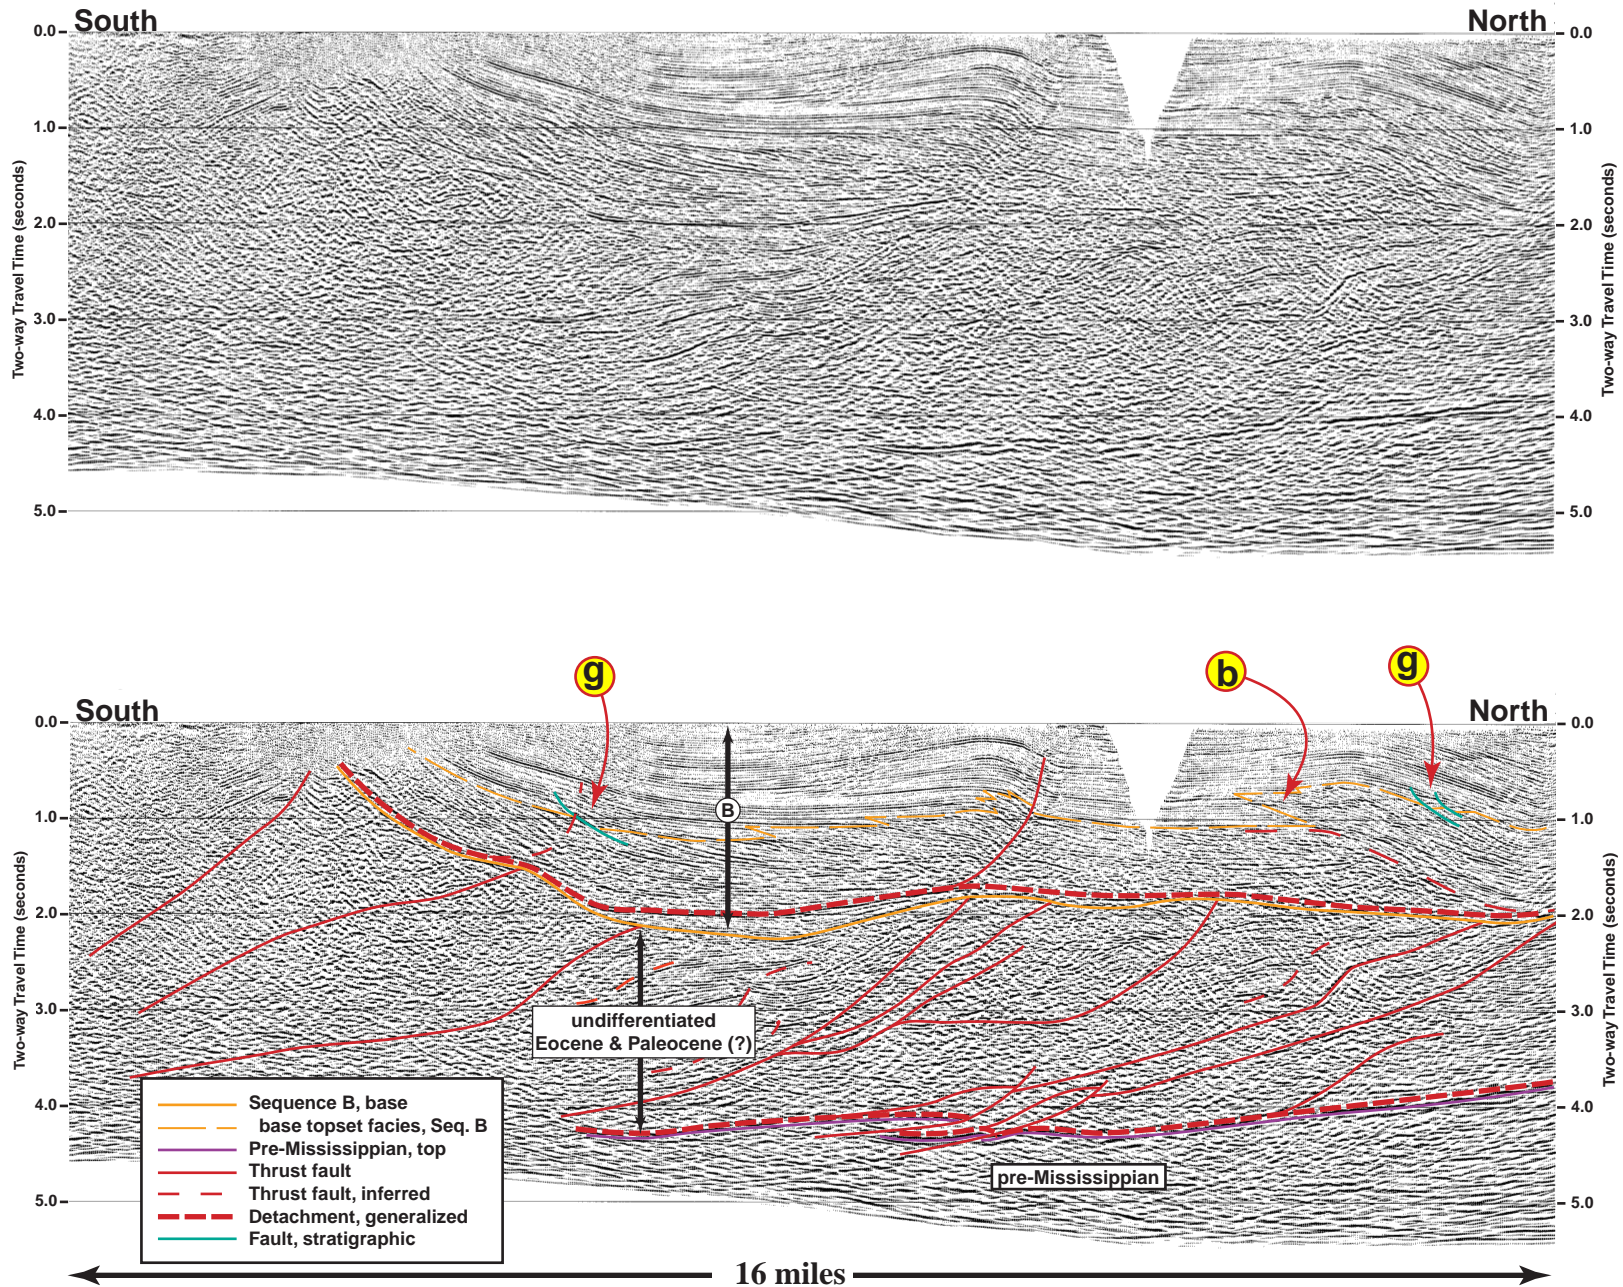 South
North
0.0
1.0
2.0
3.0
4.0
5.0
0.0
1.0
2.0
3.0
4.0
5.0
Two-way Travel Time (seconds)
Two-way Travel Time (seconds)
g
b
g
South
North
0.0
1.0
2.0
3.0
4.0
5.0
0.0
1.0
2.0
3.0
4.0
5.0
Two-way Travel Time (seconds)
Two-way Travel Time (seconds)
B
undifferentiated
Eocene & Paleocene (?)
pre-Mississippian
Sequence B, base
base topset facies, Seq. B
Pre-Mississippian, top
Thrust fault
Thrust fault, inferred
Detachment, generalized
Fault, stratigraphic
16 miles